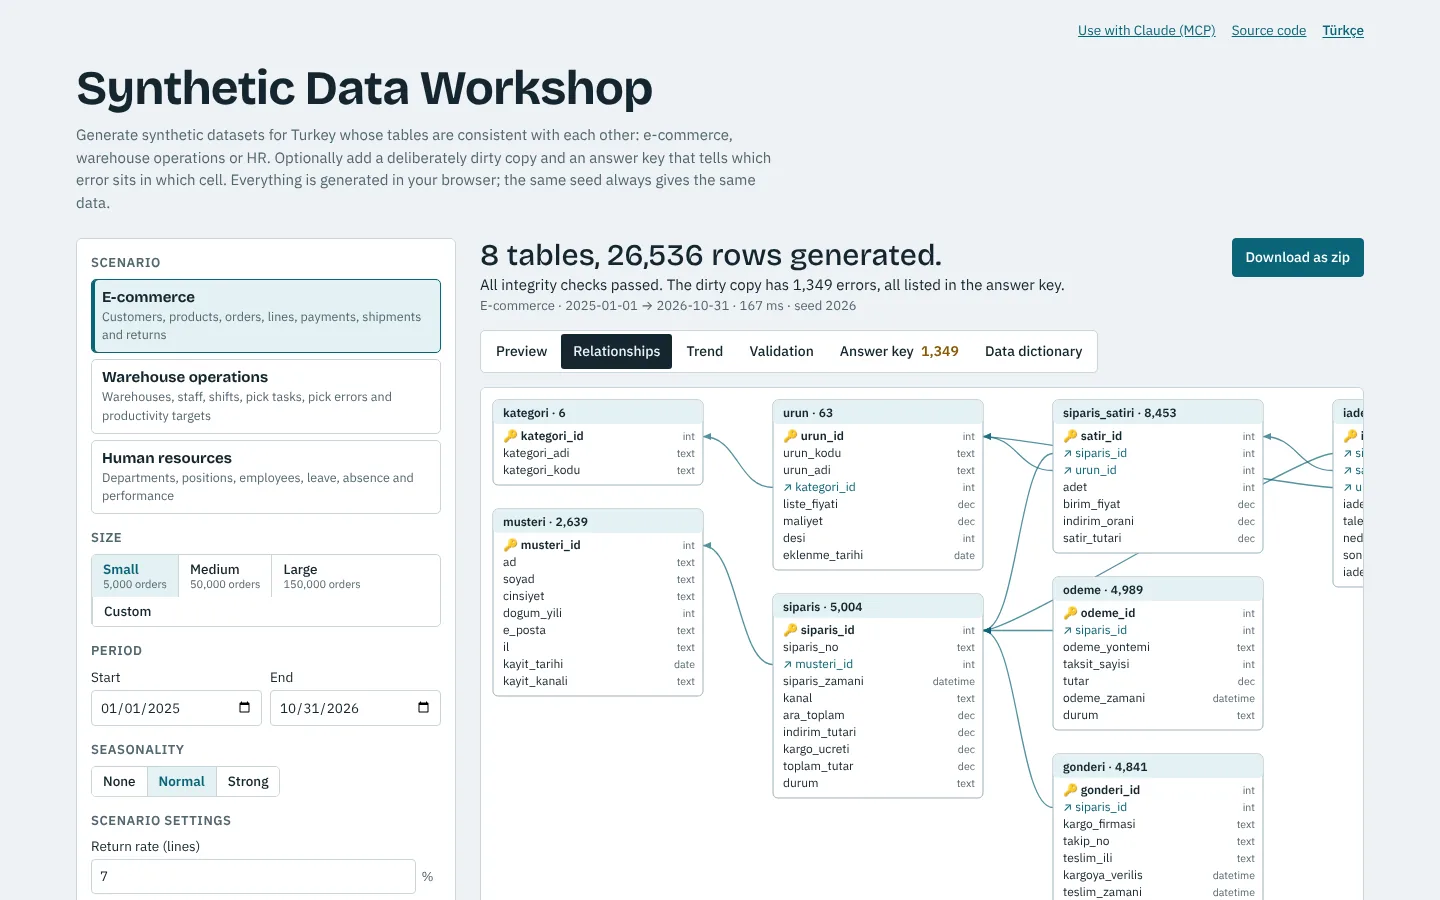 Use with Claude (MCP) Source code Türkçe
Synthetic Data Workshop
Generate synthetic datasets for Turkey whose tables are consistent with each other: e-commerce,
warehouse operations or HR. Optionally add a deliberately dirty copy and an answer key that tells which
error sits in which cell. Everything is generated in your browser; the same seed always gives the same
data.
SCENARIO
E-commerce
Customers, products, orders, lines, payments, shipments
and returns
Warehouse operations
Warehouses, staff, shifts, pick tasks, pick errors and
productivity targets
Human resources
Departments, positions, employees, leave, absence and
performance
SIZE
Small
5,000 orders
Medium
50,000 orders
Large
150,000 orders
Custom
PERIOD
Start
01/01/2025
End
10/31/2026
SEASONALITY
None Normal Strong
SCENARIO SETTINGS
Return rate (lines)
7 %
8 tables, 26,536 rows generated.
All integrity checks passed. The dirty copy has 1,349 errors, all listed in the answer key.
E-commerce · 2025-01-01 → 2026-10-31 · 167 ms · seed 2026
Download as zip
Preview Relationships Trend Validation Answer key 1,349 Data dictionary
kategori · 6
🔑 kategori_id int
kategori_adi text
kategori_kodu text
musteri · 2,639
🔑 musteri_id int
ad text
soyad text
cinsiyet text
dogum_yili int
e_posta text
il text
kayit_tarihi date
kayit_kanali text
urun · 63
🔑 urun_id int
urun_kodu text
urun_adi text
↗ kategori_id int
liste_fiyati dec
maliyet dec
desi int
eklenme_tarihi date
siparis · 5,004
🔑 siparis_id int
siparis_no text
↗ musteri_id int
siparis_zamani datetime
kanal text
ara_toplam dec
indirim_tutari dec
kargo_ucreti dec
toplam_tutar dec
durum text
siparis_satiri · 8,453
🔑 satir_id int
↗ siparis_id int
↗ urun_id int
adet int
birim_fiyat dec
indirim_orani dec
satir_tutari dec
odeme · 4,989
🔑 odeme_id int
↗ siparis_id int
odeme_yontemi text
taksit_sayisi int
tutar dec
odeme_zamani datetime
durum text
gonderi · 4,841
🔑 gonderi_id int
↗ siparis_id int
kargo_firmasi text
takip_no text
teslim_ili text
kargoya_verilis datetime
teslim_zamani datetime
iade
🔑 i
↗ si
↗ sa
↗ u
iade
tale
ned
son
iade